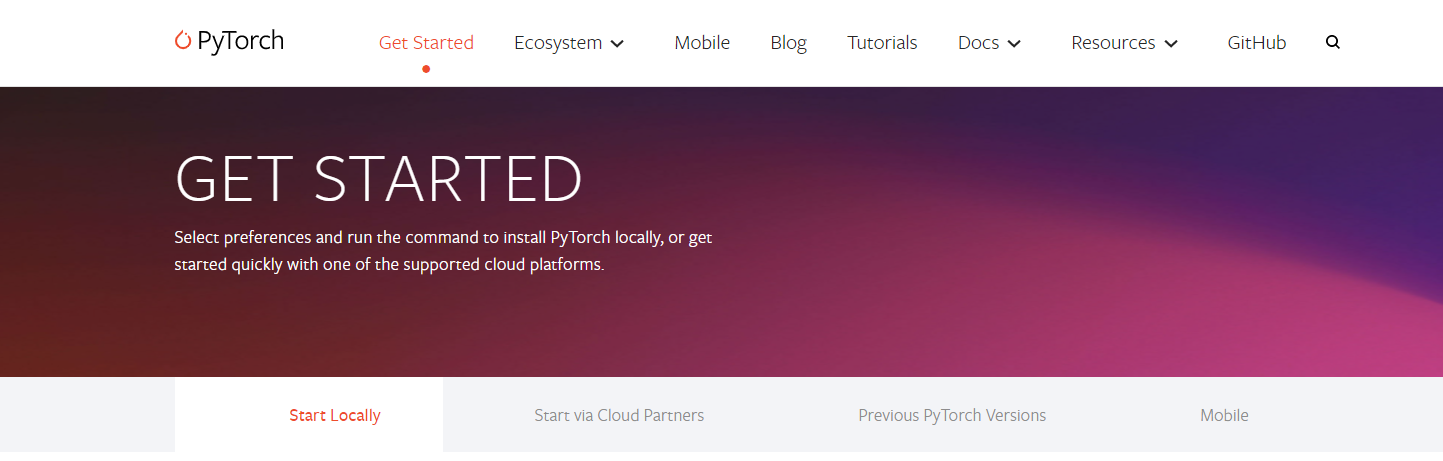 PyTorch Get Started Ecosystem Mobile Blog Tutorials Docs Resources GitHub
GET STARTED
Select preferences and run the command to install PyTorch locally, or get
started quickly with one of the supported cloud platforms.
Start Locally Start via Cloud Partners Previous PyTorch Versions Mobile